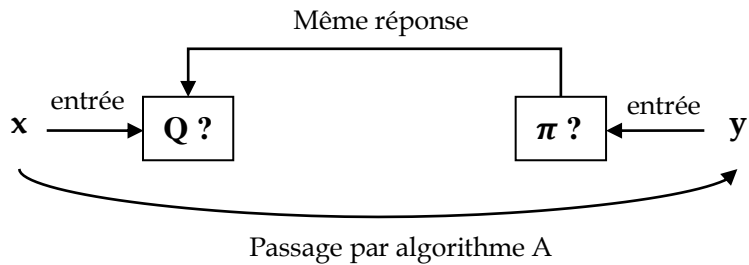 Même réponse
entrée
entrée
x
Q ?
π ?
y
Passage par algorithme A